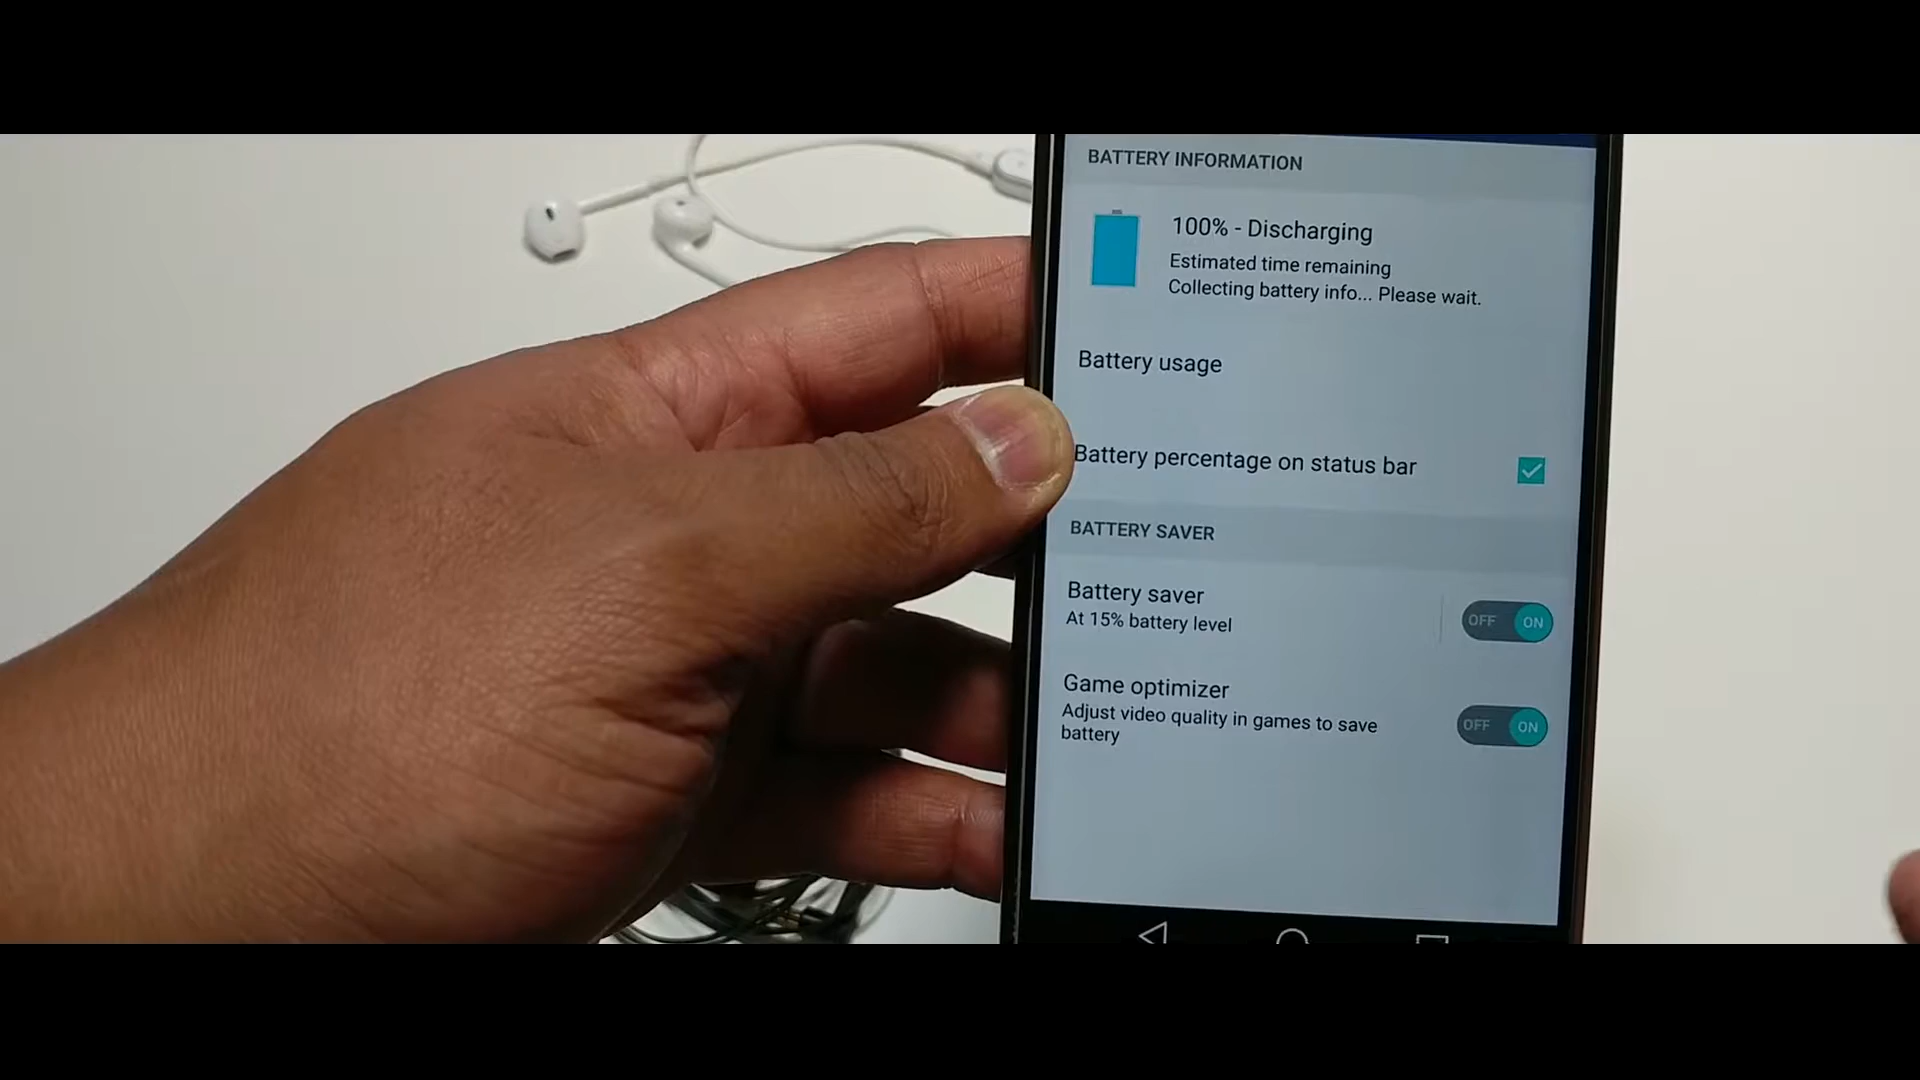 BATTERY INFORMATION
100% - Discharging
Estimated time remaining
Collecting battery info... Please wait.
Battery usage
Battery percentage on status bar
BATTERY SAVER
Battery saver
At 15% battery level
OFF ON
Game optimizer
Adjust video quality in games to save
battery
OFF ON